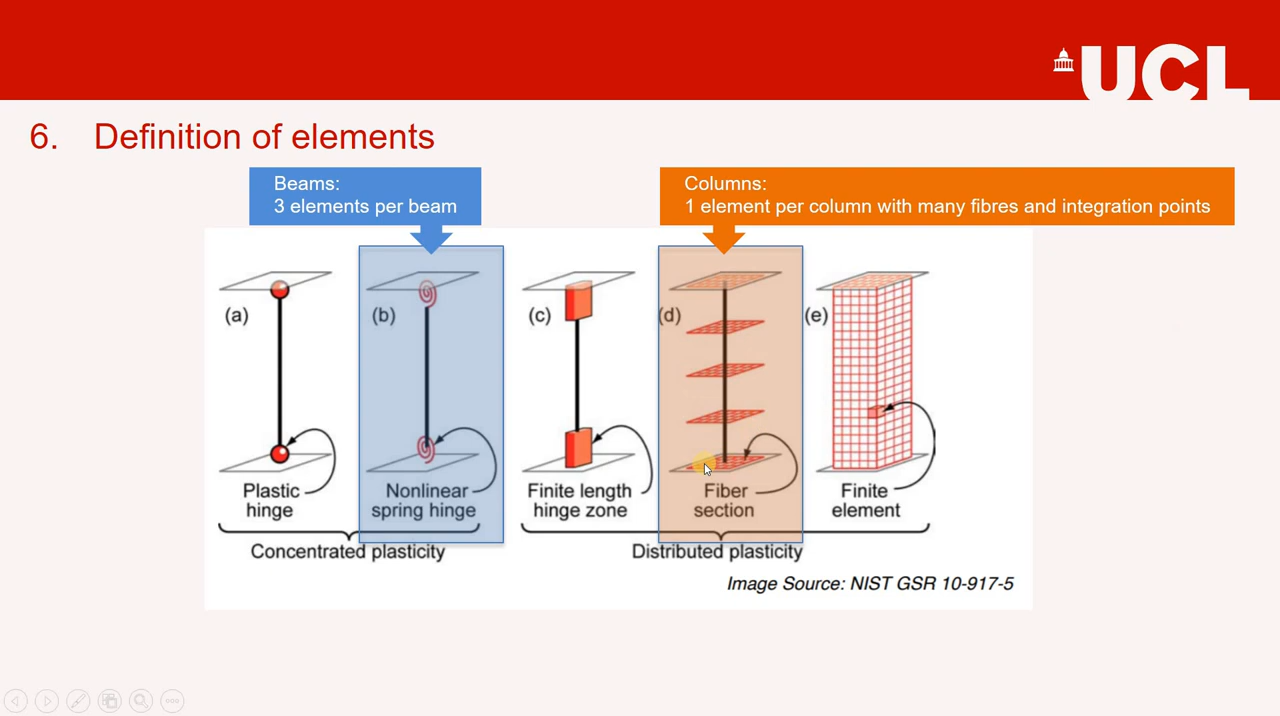 UCL
6. Definition of elements
Beams:
3 elements per beam
Columns:
1 element per column with many fibres and integration points
(a)
(b)
(c)
(d)
(e)
Plastic
hinge
Nonlinear
spring hinge
Finite length
hinge zone
Fiber
section
Finite
element
Concentrated plasticity
Distributed plasticity
Image Source: NIST GSR 10-917-5